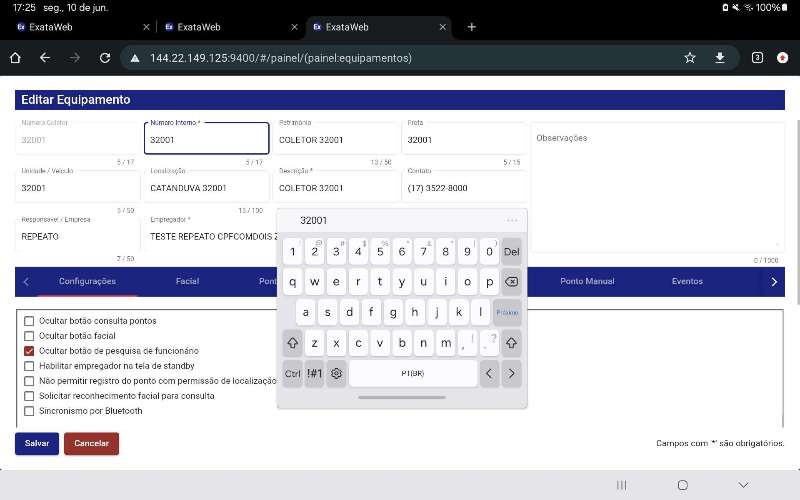 17:25 seg., 10 de jun. 100%
ExataWeb ExataWeb ExataWeb
144.22.149.125:9400/#/painel/(painel:equipamentos) 3
Editar Equipamento
Número Coletor Número Interno * Patrimônio Frota
32001 32001 COLETOR 32001 32001 Observações
5 / 17 5 / 17 13 / 50 5 / 15
Unidade / Veículo Localização Descrição * Contato
32001 CATANDUVA 32001 COLETOR 32001 (17) 3522-8000
5 / 50 15 / 100
Responsável / Empresa Empregador *
REPEATO TESTE REPEATO CPFCOMDOIS
7 / 50 0 / 1000
32001
1 2 3 4 5 6 7 8 9 0 Del
q w e r t y u i o p
a s d f g h j k l Próximo
z x c v b n m , ! . ?
Ctrl !#1 PT(BR)
Configurações Facial Pont Ponto Manual Eventos
Ocultar botão consulta pontos
Ocultar botão facial
Ocultar botão de pesquisa de funcionário
Habilitar empregador na tela de standby
Não permitir registro do ponto com permissão de localização
Solicitar reconhecimento facial para consulta
Sincronismo por Bluetooth
Salvar Cancelar Campos com '*' são obrigatórios.